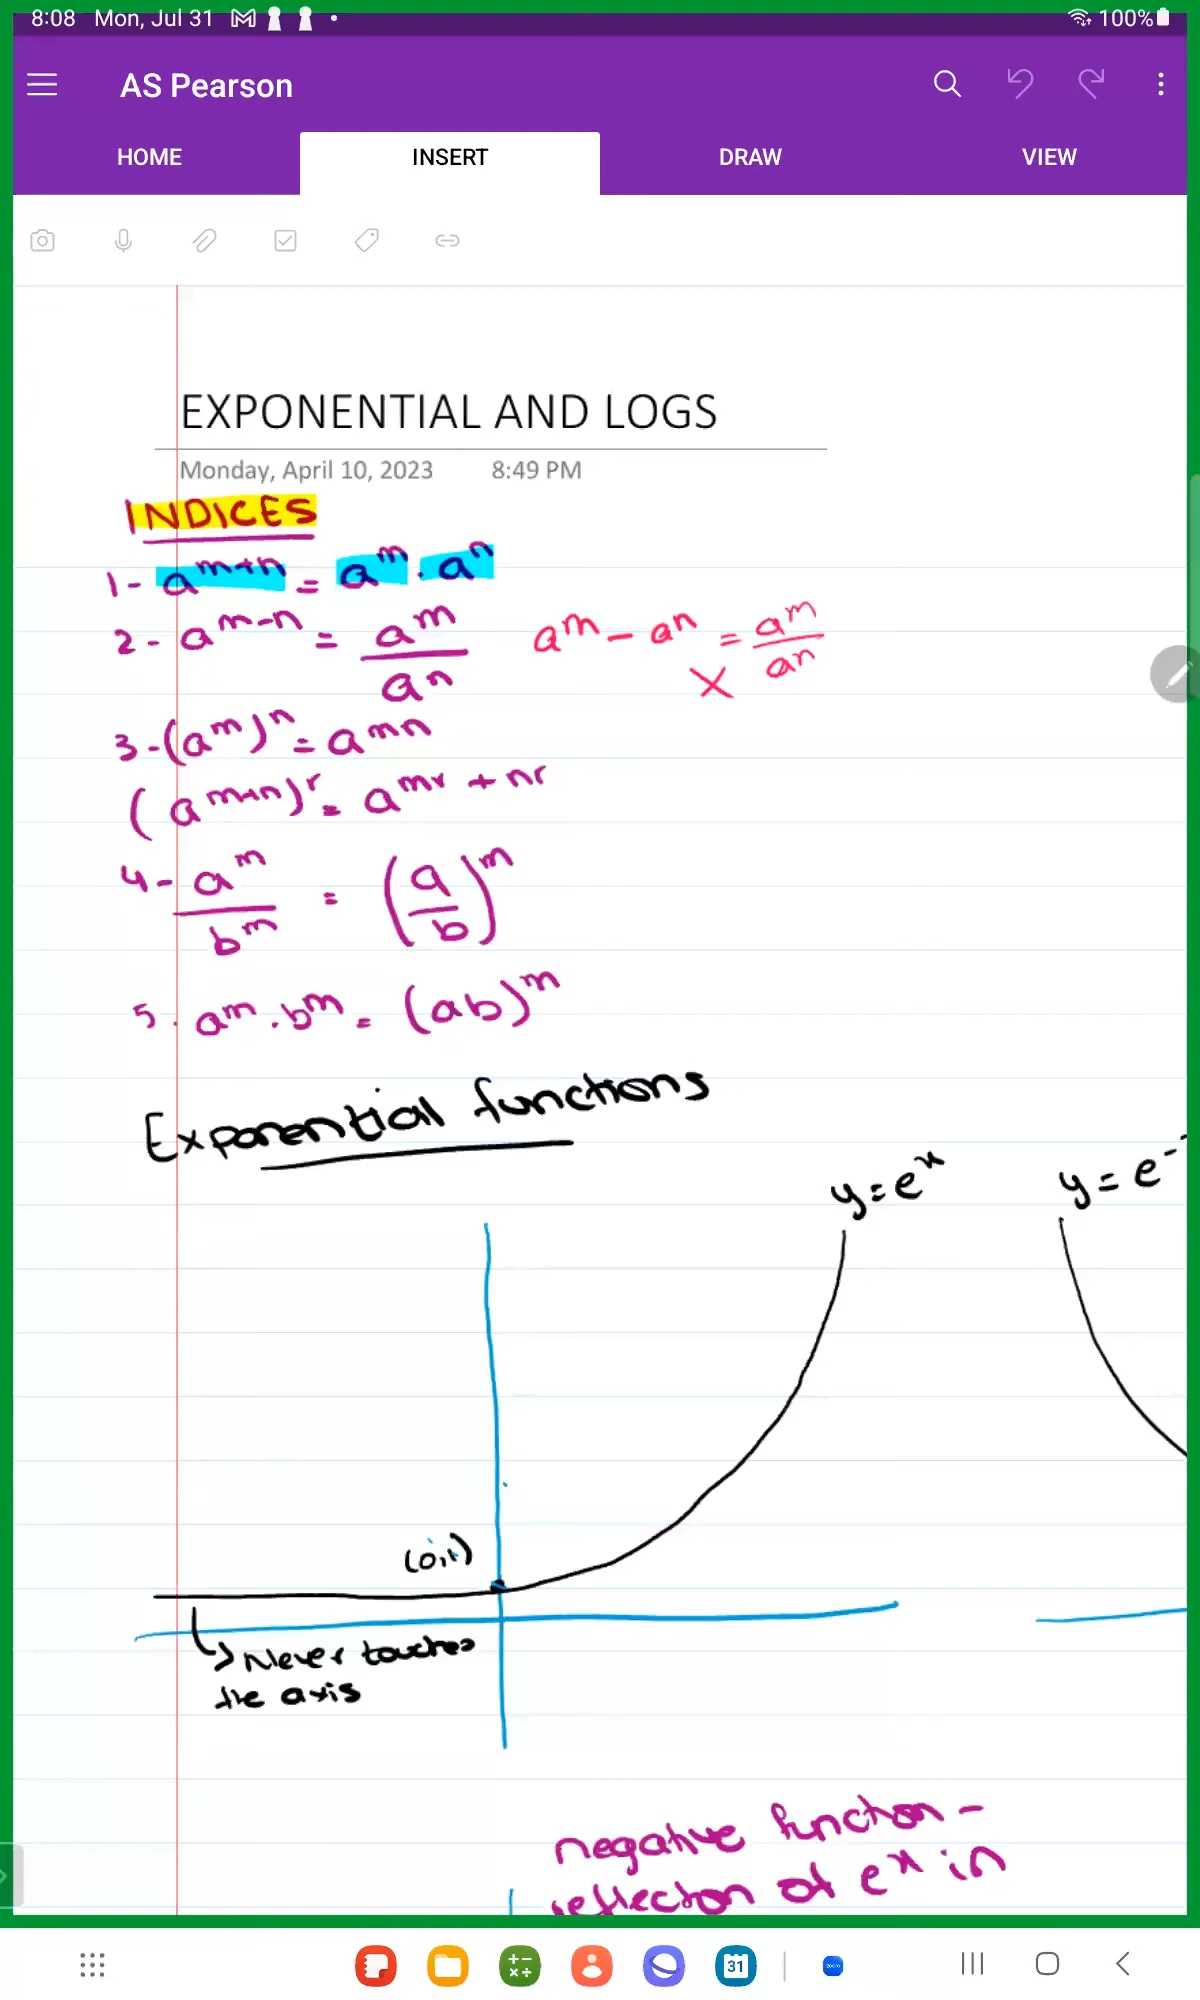 8:08 Mon, Jul 31 100%
AS Pearson
HOME INSERT DRAW VIEW
EXPONENTIAL AND LOGS
Monday, April 10, 2023 8:49 PM
INDICES
1- a^m+n = a^m . a^n
2- a^m-n = a^m/a^n a^m - a^n = a^m/a^n X
3- (a^m)^n = a^mn
(a^m+n)^r = a^mr + nr
4- a^m/b^m = (a/b)^m
5. a^m . b^m = (ab)^m
Exponential functions
y = e^x y = e^-
(0,1)
Never touches
the axis
negative function -
reflection of e^x in
31
zoom